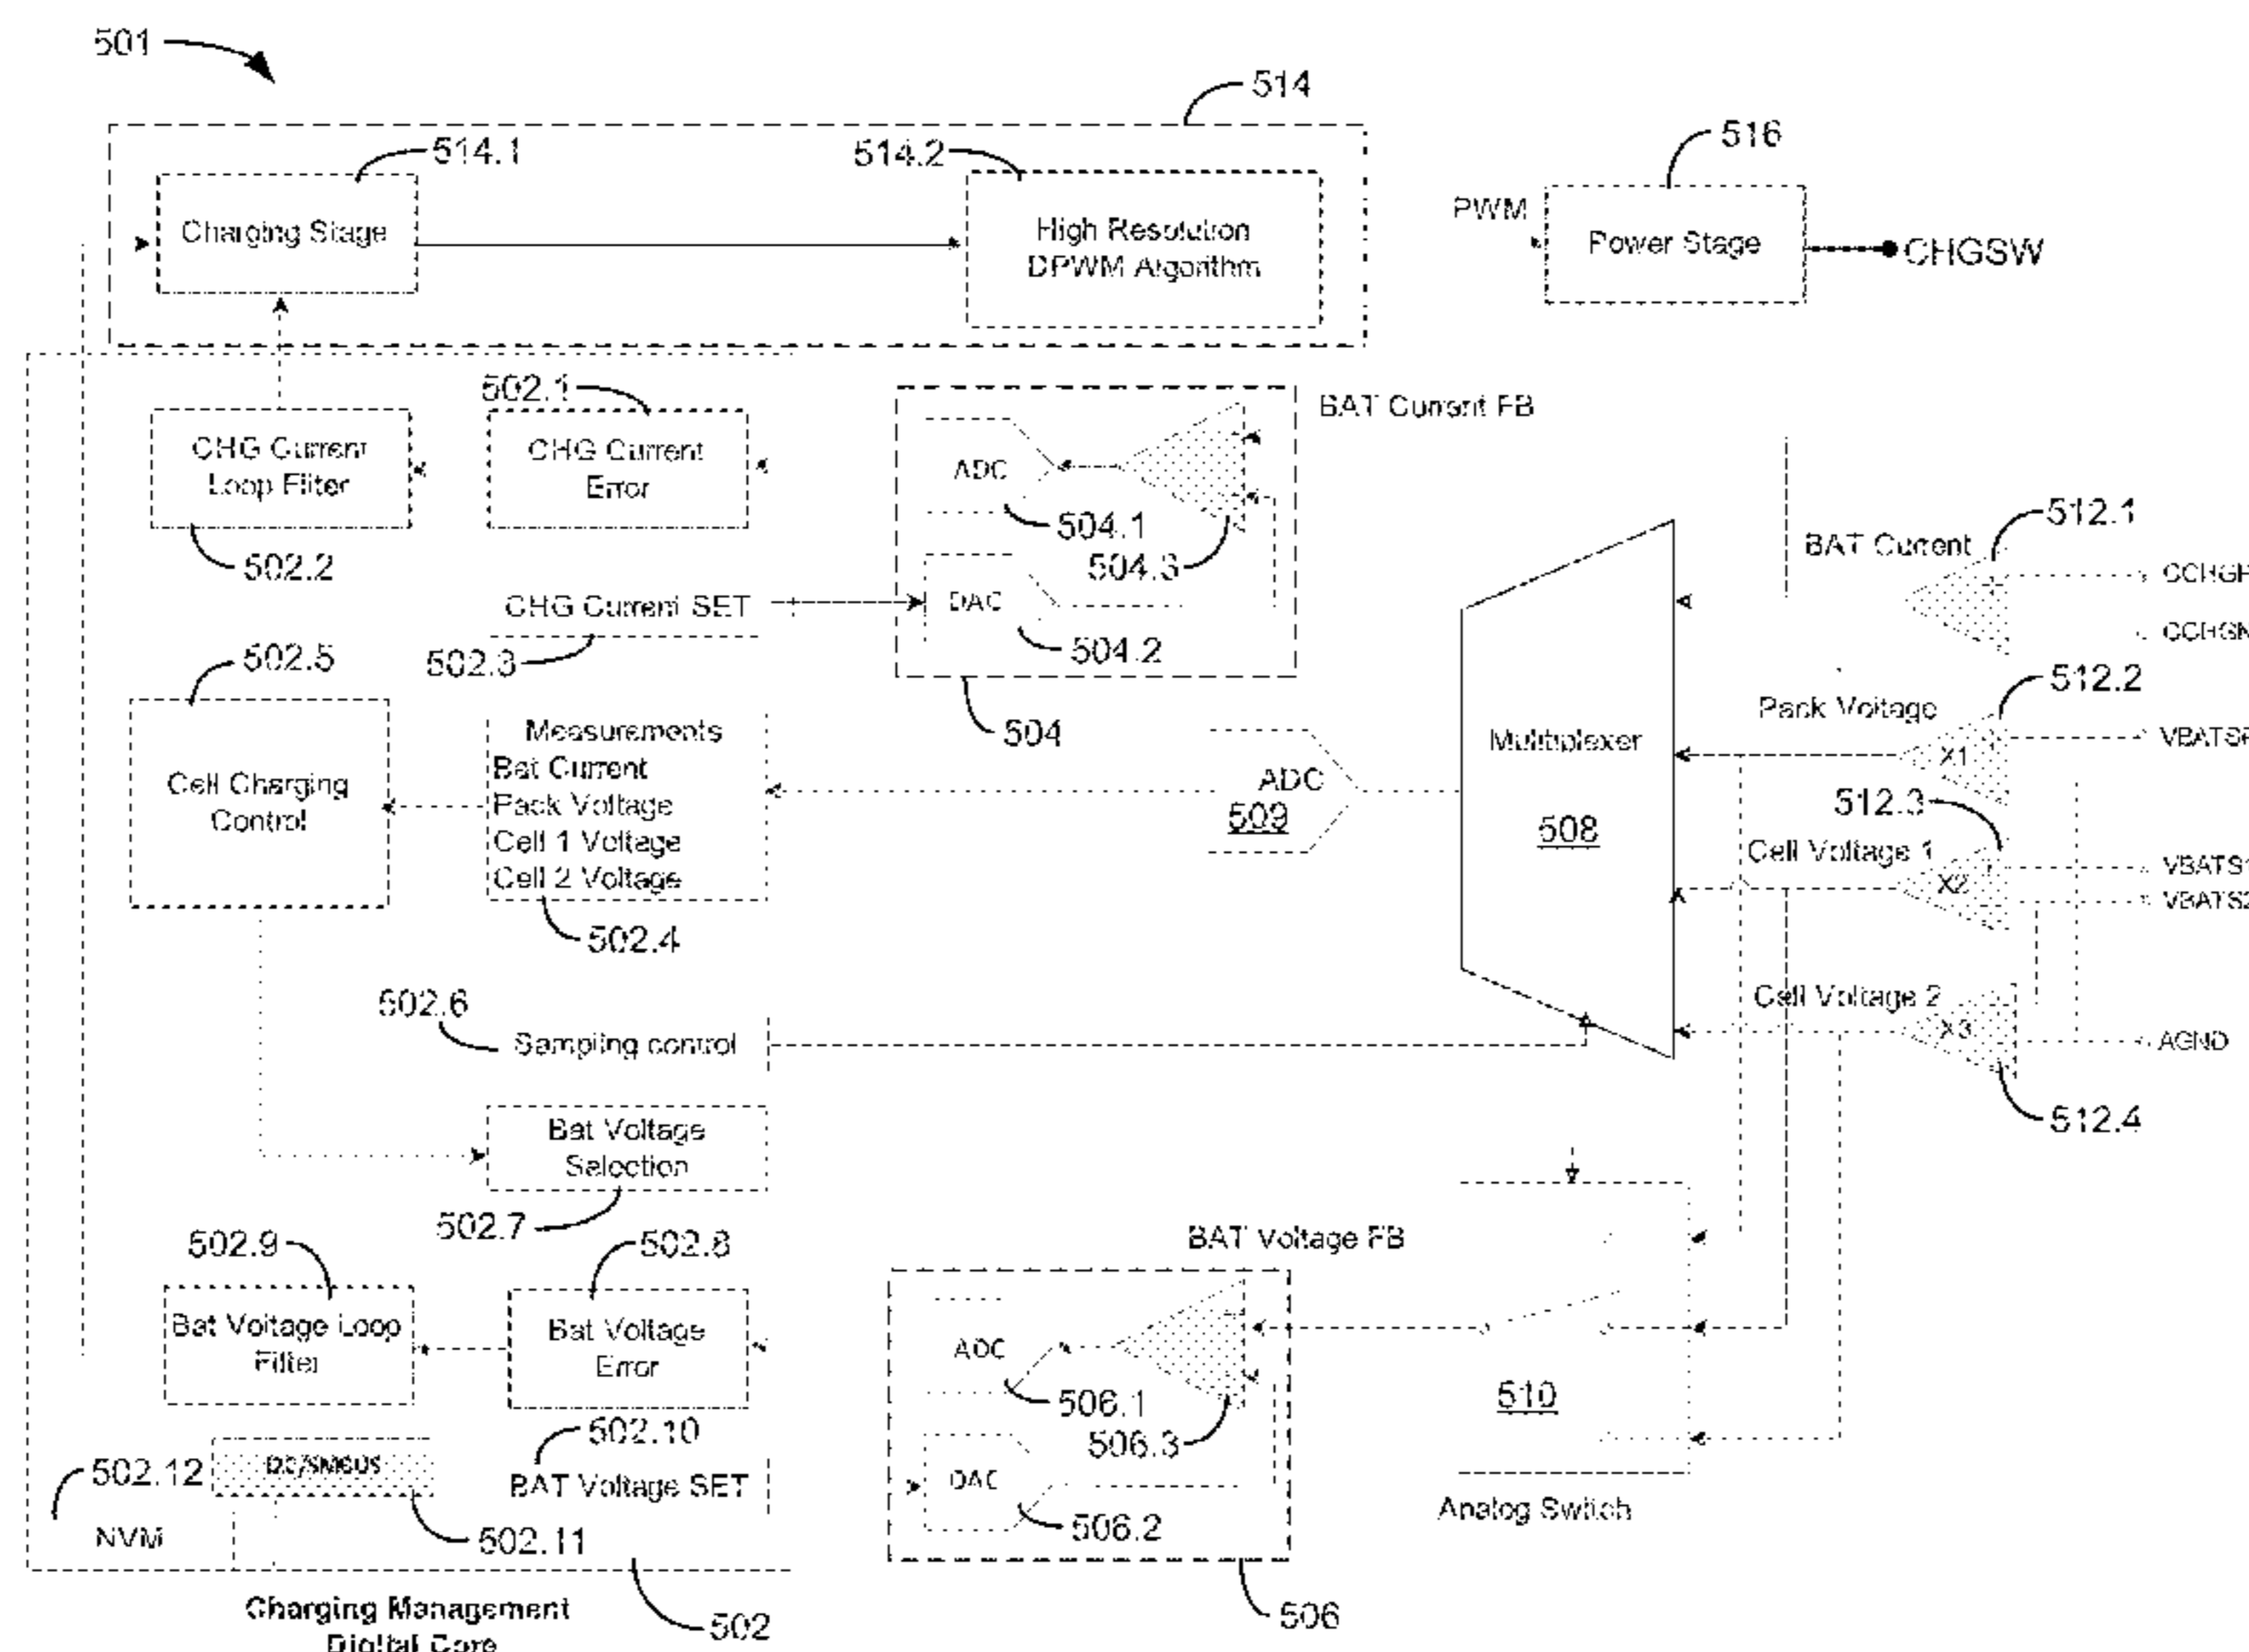 501
514
514.1
514.2
516
Charging Stage
High Resolution
DPWM Algorithm
PWM
Power Stage
CHGSW
502.1
BAT Current FB
CHG Current
Loop Filter
CHG Current
Error
ADC
504.1
504.3
502.2
512.1
BAT Current
CHG Current SET
DAC
504.2
502.3
502.5
504
512.2
Pack Voltage
Measurements
Bat Current
Pack Voltage
Cell 1 Voltage
Cell 2 Voltage
502.4
Cell Charging
Control
ADC
509
Multiplexer
508
X1
512.3
Cell Voltage 1
X2
VBATS1
VBATS2
Cell Voltage 2
X3
AGND
512.4
502.6
Sampling control
Bat Voltage
Selection
502.7
502.9
502.8
BAT Voltage FB
Bat Voltage Loop
Filter
Bat Voltage
Error
ADC
506.1
506.3
510
502.10
502.12
I2C/SMBUS
BAT Voltage SET
DAC
506.2
Analog Switch
NVM
502.11
502
506
Charging Management
Digital Core